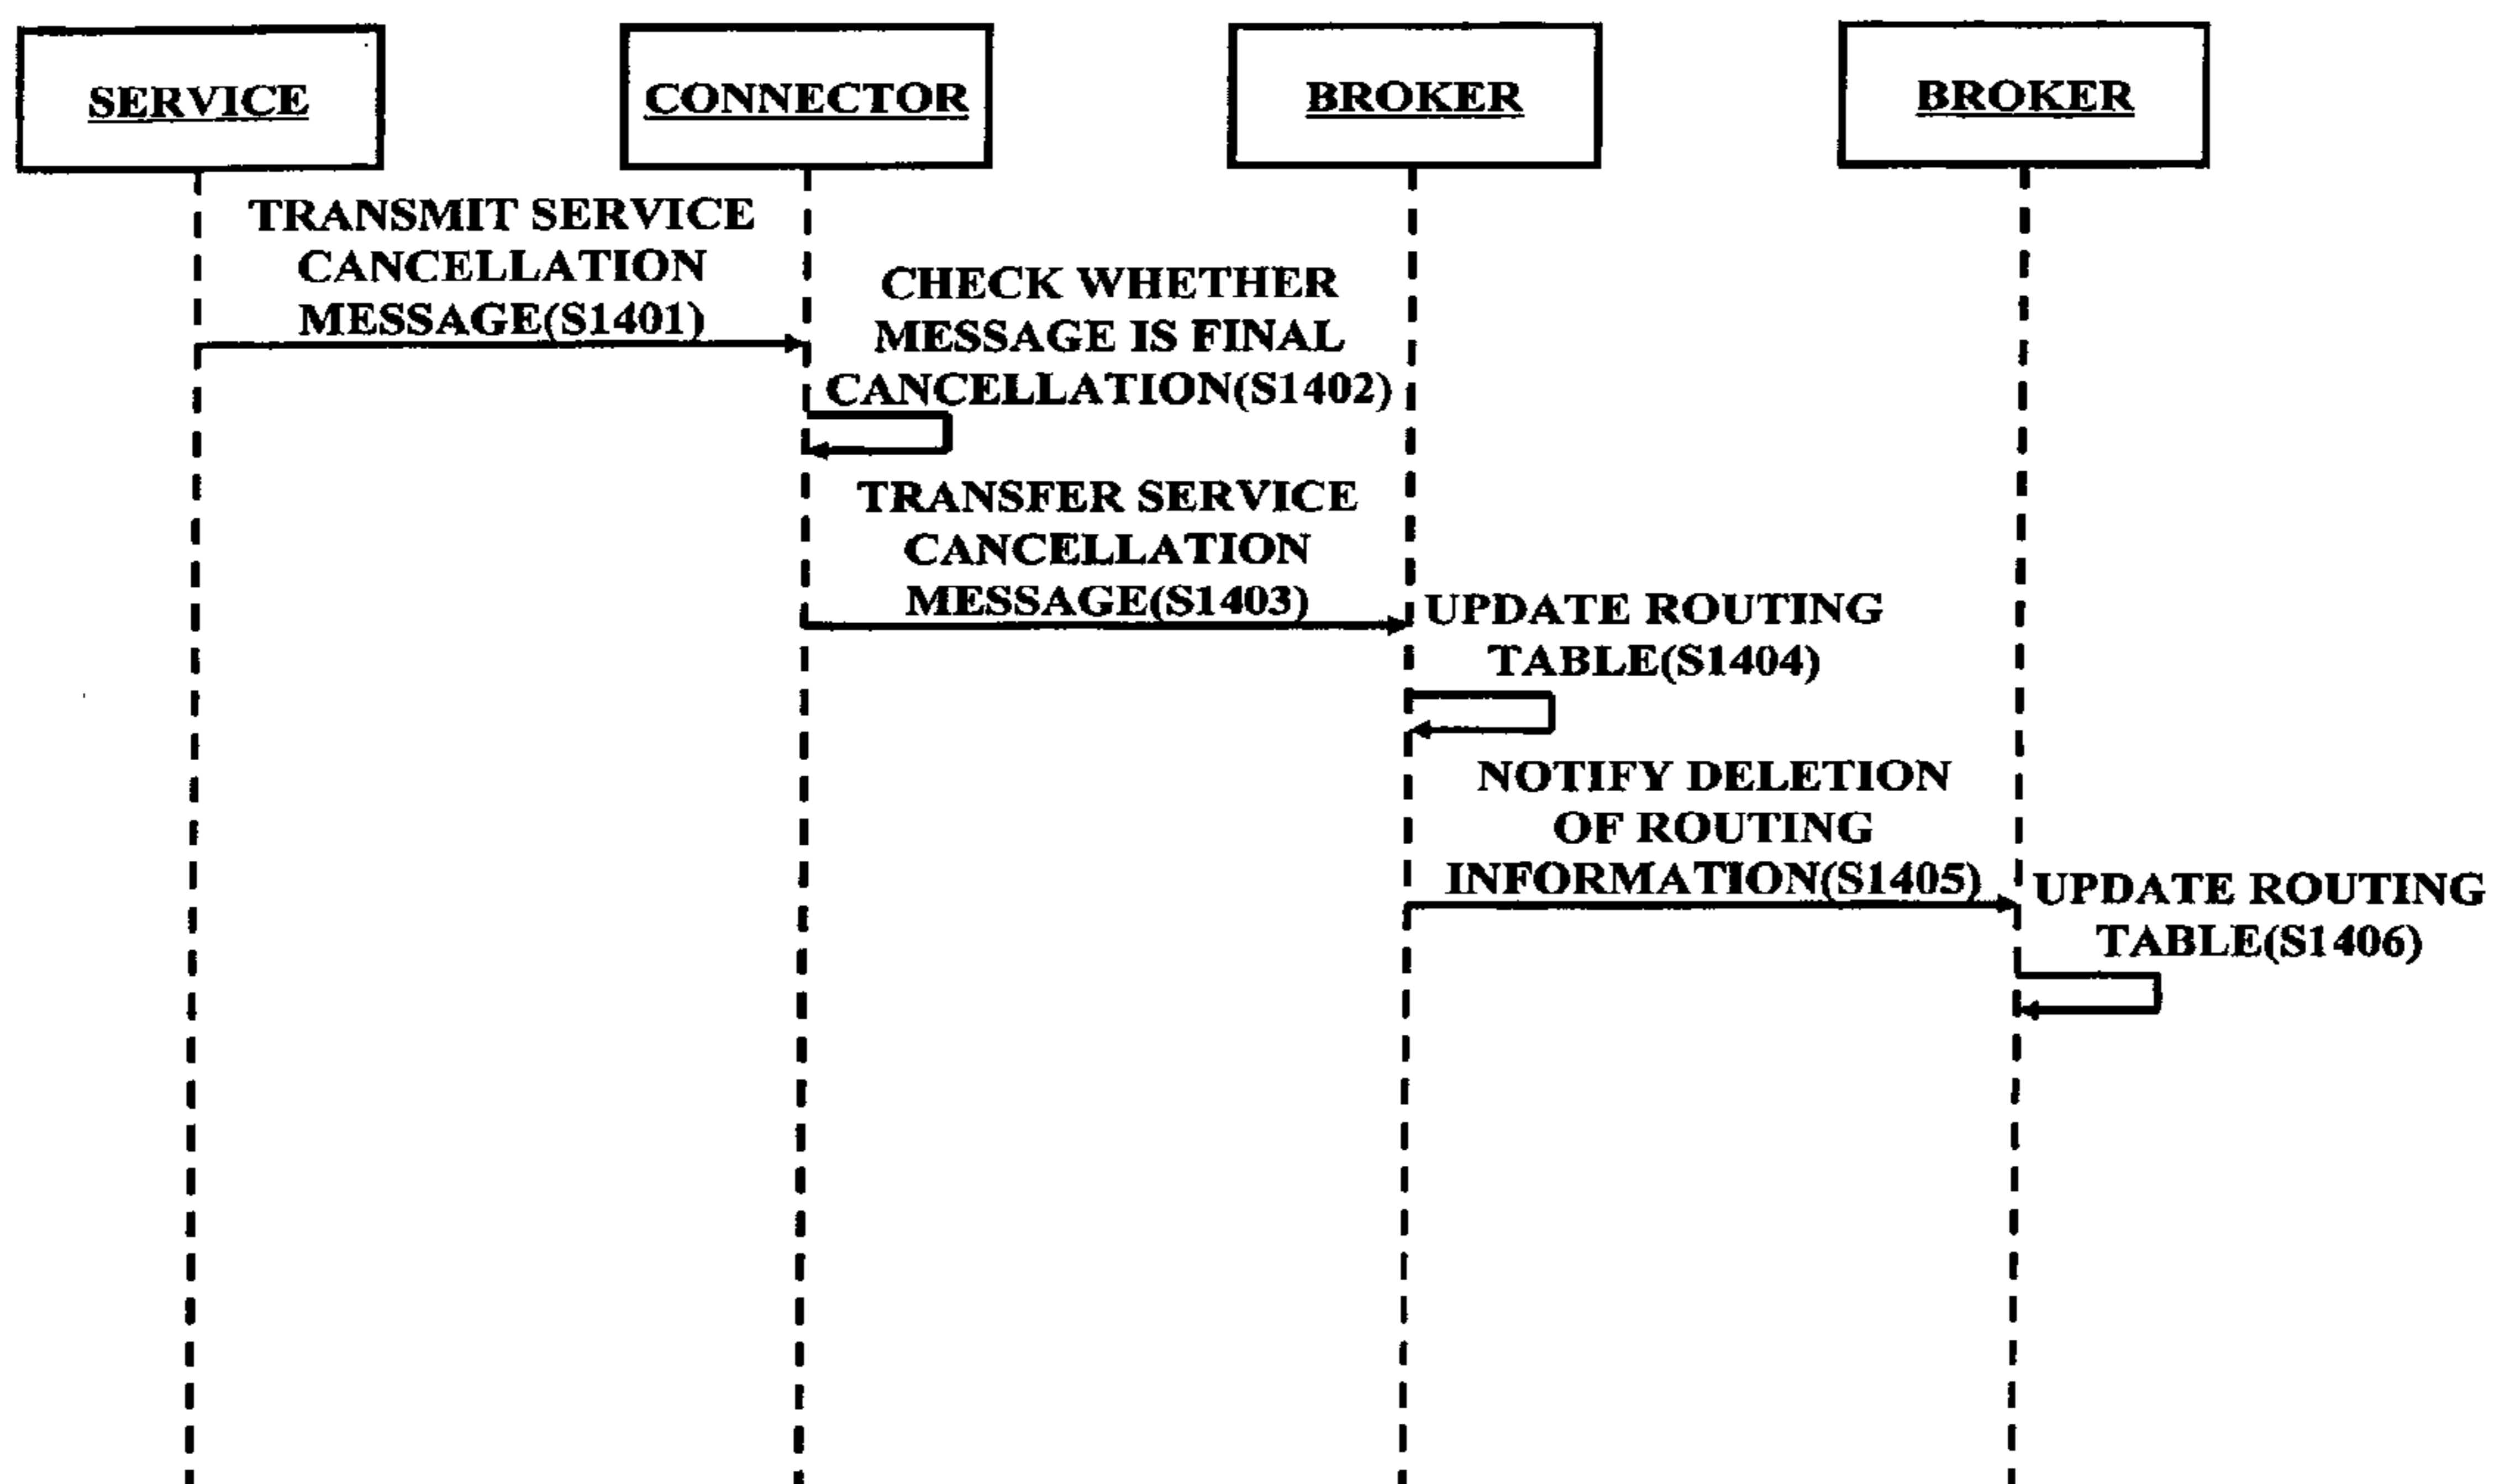 SERVICE
CONNECTOR
BROKER
BROKER
TRANSMIT SERVICE
CANCELLATION
MESSAGE(S1401)
CHECK WHETHER
MESSAGE IS FINAL
CANCELLATION(S1402)
TRANSFER SERVICE
CANCELLATION
MESSAGE(S1403)
UPDATE ROUTING
TABLE(S1404)
NOTIFY DELETION
OF ROUTING
INFORMATION(S1405)
UPDATE ROUTING
TABLE(S1406)